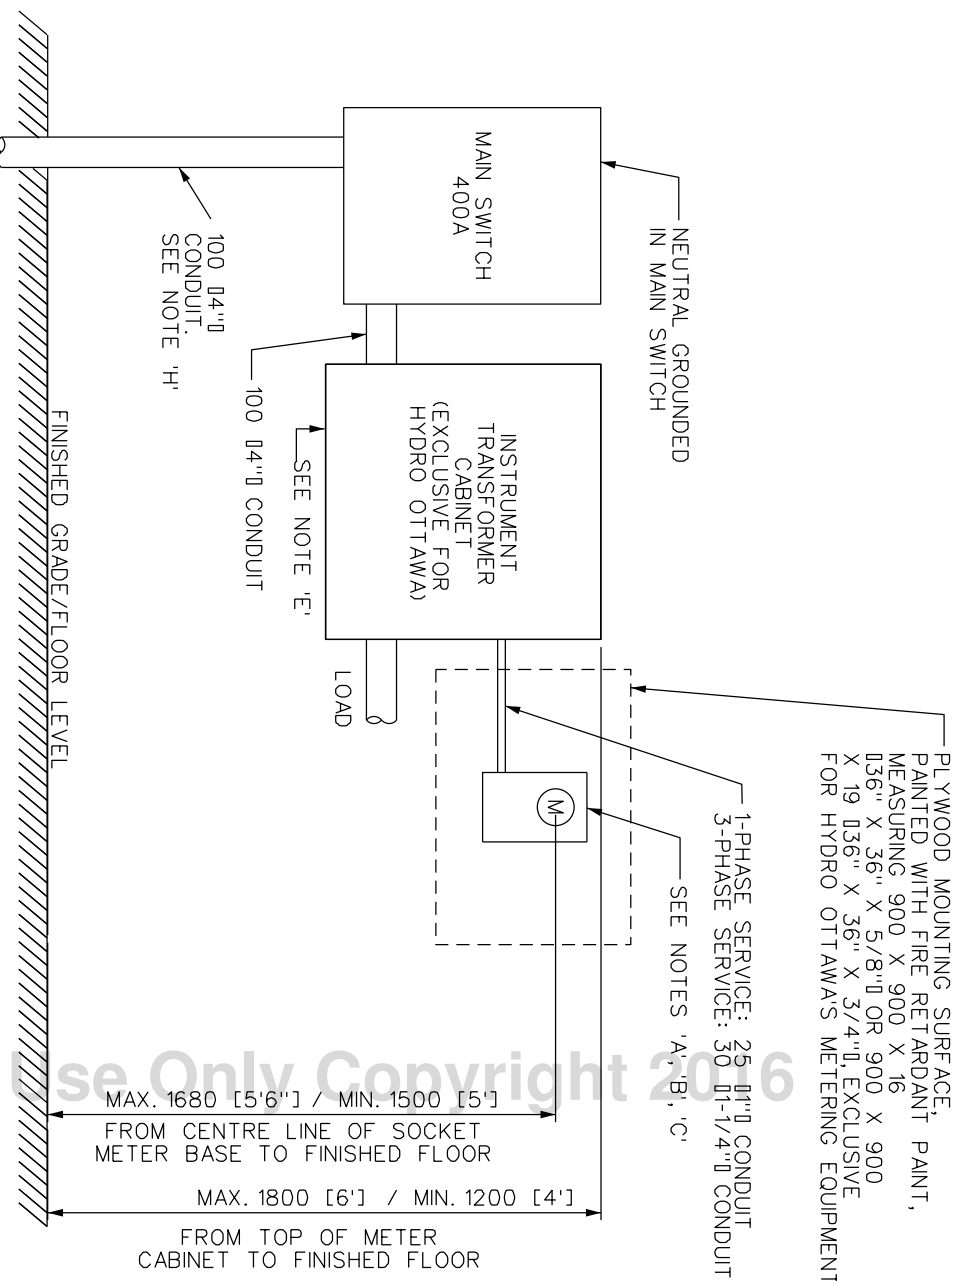 PLYWOOD MOUNTING SURFACE,
PAINTED WITH FIRE RETARDANT PAINT,
MEASURING 900 X 900 X 16
[36" X 36" X 5/8"] OR 900 X 900
X 19 [36" X 36" X 3/4"], EXCLUSIVE
FOR HYDRO OTTAWA'S METERING EQUIPMENT
1-PHASE SERVICE: 25 [1"] CONDUIT
3-PHASE SERVICE: 30 [1-1/4"] CONDUIT
SEE NOTES 'A', 'B', 'C'
NEUTRAL GROUNDED
IN MAIN SWITCH
MAIN SWITCH
400A
INSTRUMENT
TRANSFORMER
CABINET
(EXCLUSIVE FOR
HYDRO OTTAWA)
M
LOAD
SEE NOTE 'E'
100 [4"] CONDUIT
100 [4"]
CONDUIT.
SEE NOTE 'H'
FINISHED GRADE/FLOOR LEVEL
MAX. 1680 [5'6"] / MIN. 1500 [5']
FROM CENTRE LINE OF SOCKET
METER BASE TO FINISHED FLOOR
MAX. 1800 [6'] / MIN. 1200 [4']
FROM TOP OF METER
CABINET TO FINISHED FLOOR
Use Only Copyright 2016